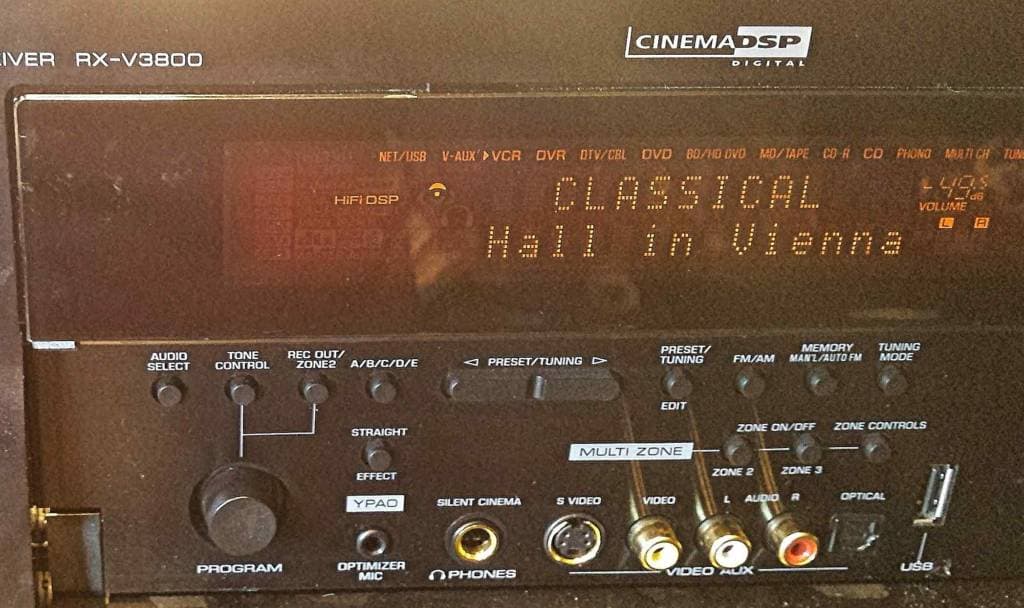 IVER RX-V3800
CINEMA DSP
DIGITAL
NET/USB V-AUX VCR DVR DTV/CBL DVD BD/HD DVD MD/TAPE CD-R CD PHONO MULTI CH TUN
HiFi DSP
CLASSICAL
VOLUME
dB
L R
Hall in Vienna
AUDIO SELECT
TONE CONTROL
REC OUT/ ZONE2
A/B/C/D/E
PRESET/TUNING
PRESET/ TUNING
FM/AM
MEMORY
MAN'L/AUTO FM
TUNING MODE
EDIT
STRAIGHT
EFFECT
MULTI ZONE
ZONE ON/OFF
ZONE CONTROLS
ZONE 2
ZONE 3
YPAO
SILENT CINEMA
S VIDEO
VIDEO
L AUDIO R
OPTICAL
PROGRAM
OPTIMIZER MIC
PHONES
VIDEO AUX
USB